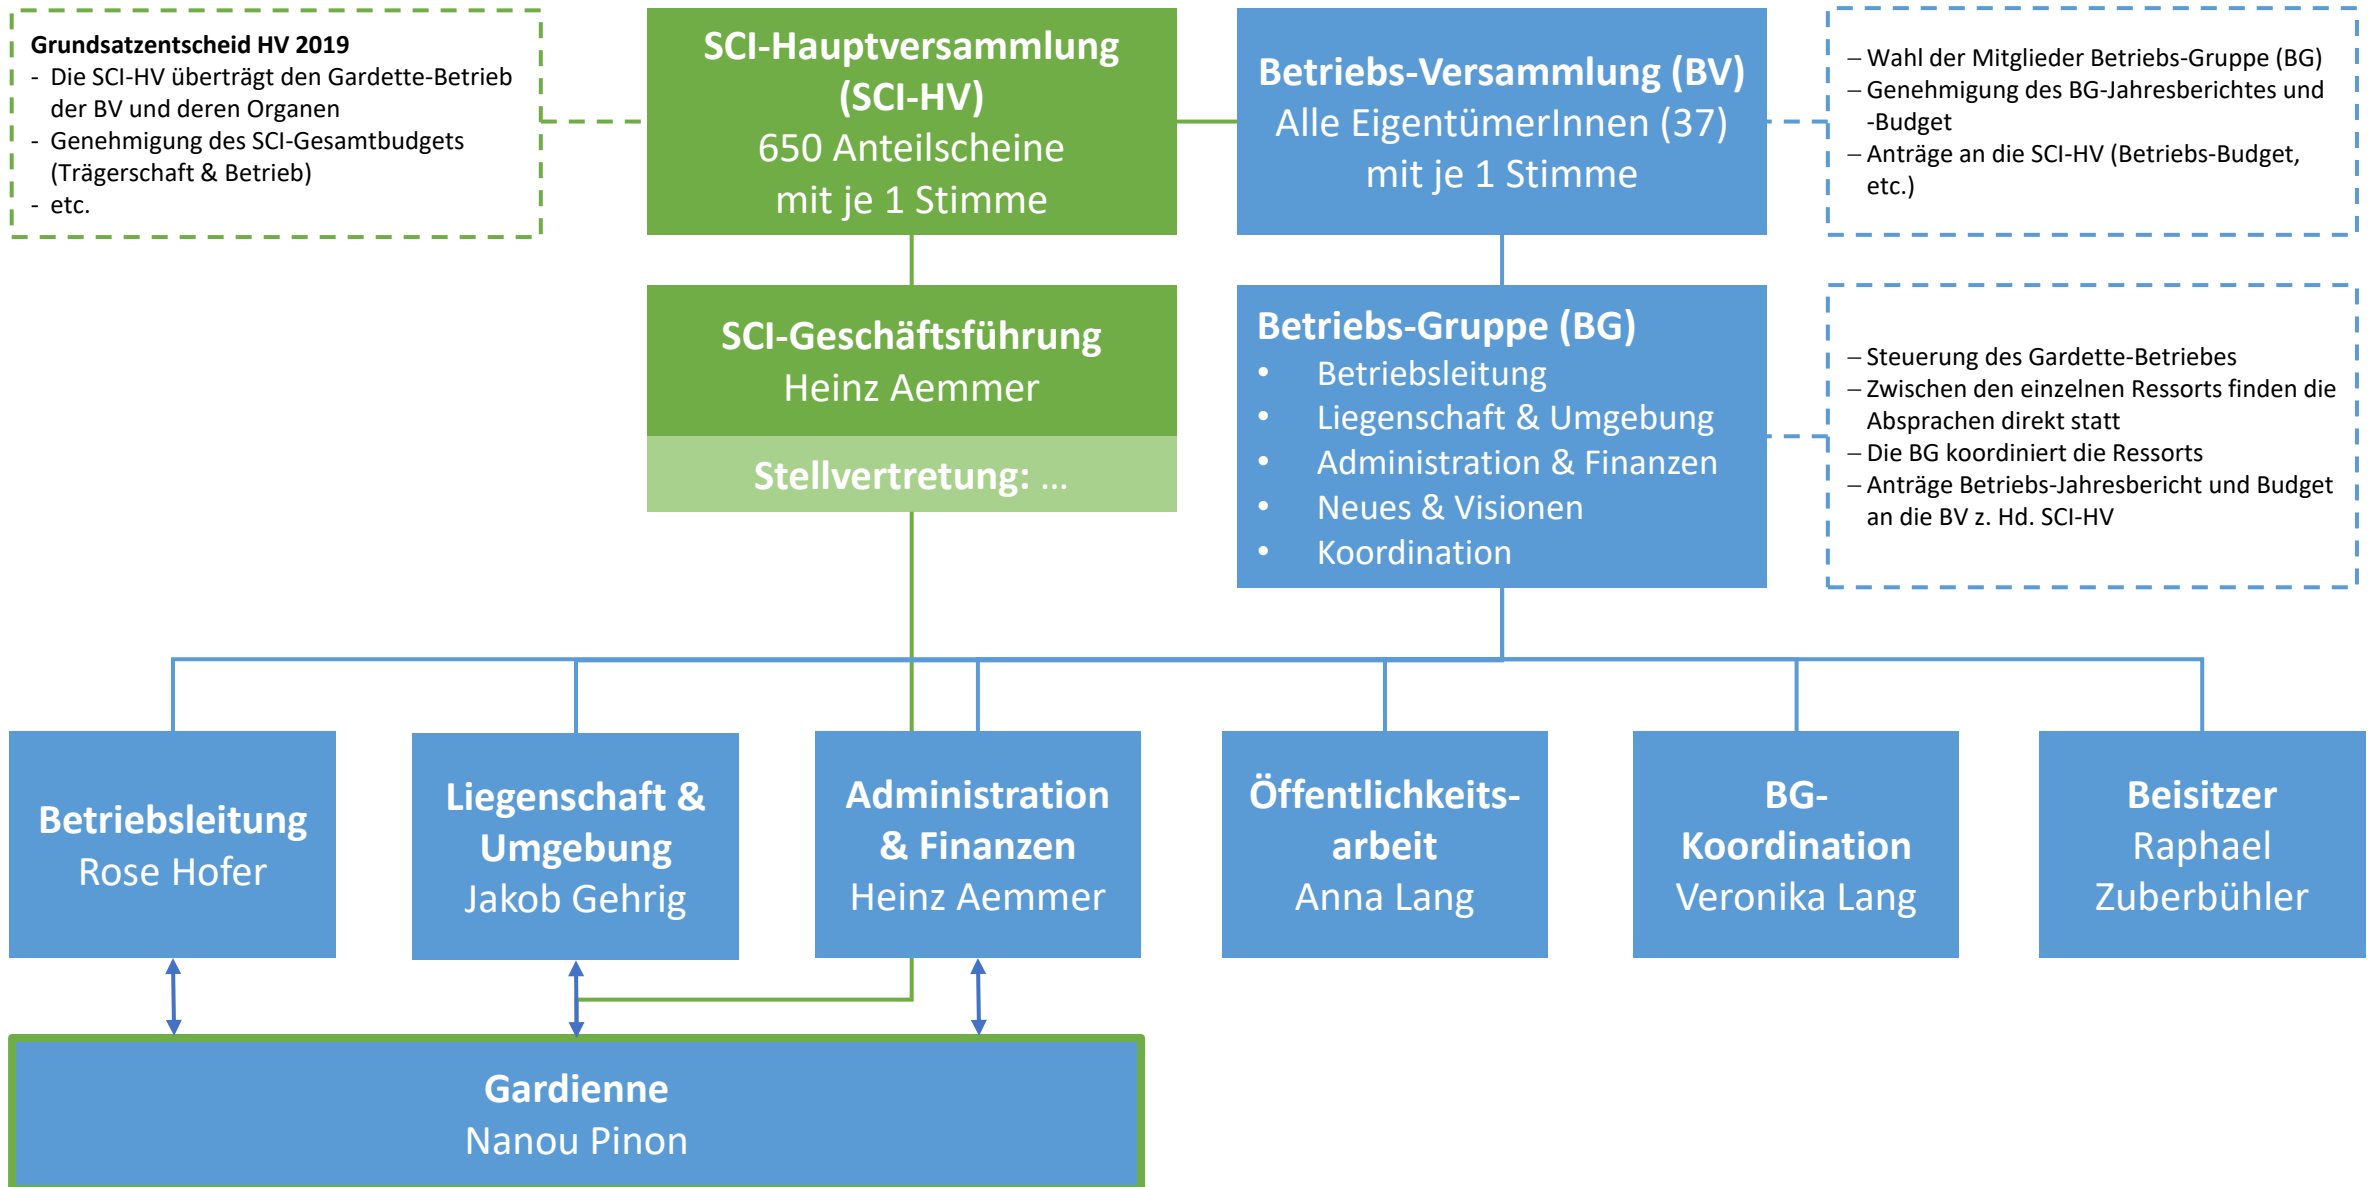 Grundsatzentscheid HV 2019
- Die SCI-HV überträgt den Gardette-Betrieb
der BV und deren Organen
- Genehmigung des SCI-Gesamtbudgets
(Trägerschaft & Betrieb)
- etc.
SCI-Hauptversammlung
(SCI-HV)
650 Anteilscheine
mit je 1 Stimme
Betriebs-Versammlung (BV)
Alle EigentümerInnen (37)
mit je 1 Stimme
– Wahl der Mitglieder Betriebs-Gruppe (BG)
– Genehmigung des BG-Jahresberichtes und
-Budget
– Anträge an die SCI-HV (Betriebs-Budget,
etc.)
SCI-Geschäftsführung
Heinz Aemmer
Stellvertretung: ...
Betriebs-Gruppe (BG)
• Betriebsleitung
• Liegenschaft & Umgebung
• Administration & Finanzen
• Neues & Visionen
• Koordination
– Steuerung des Gardette-Betriebes
– Zwischen den einzelnen Ressorts finden die
Absprachen direkt statt
– Die BG koordiniert die Ressorts
– Anträge Betriebs-Jahresbericht und Budget
an die BV z. Hd. SCI-HV
Betriebsleitung
Rose Hofer
Liegenschaft &
Umgebung
Jakob Gehrig
Administration
& Finanzen
Heinz Aemmer
Öffentlichkeits-
arbeit
Anna Lang
BG-
Koordination
Veronika Lang
Beisitzer
Raphael
Zuberbühler
Gardienne
Nanou Pinon